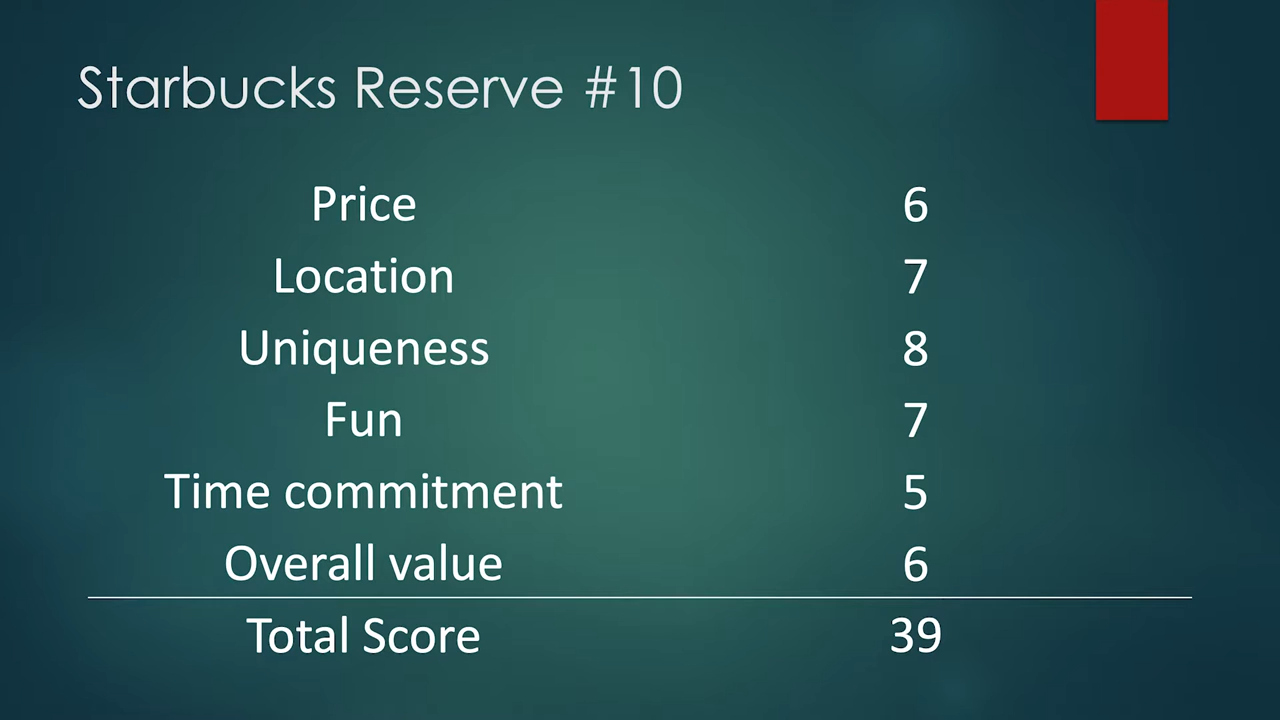 Starbucks Reserve #10
Price 6
Location 7
Uniqueness 8
Fun 7
Time commitment 5
Overall value 6
Total Score 39